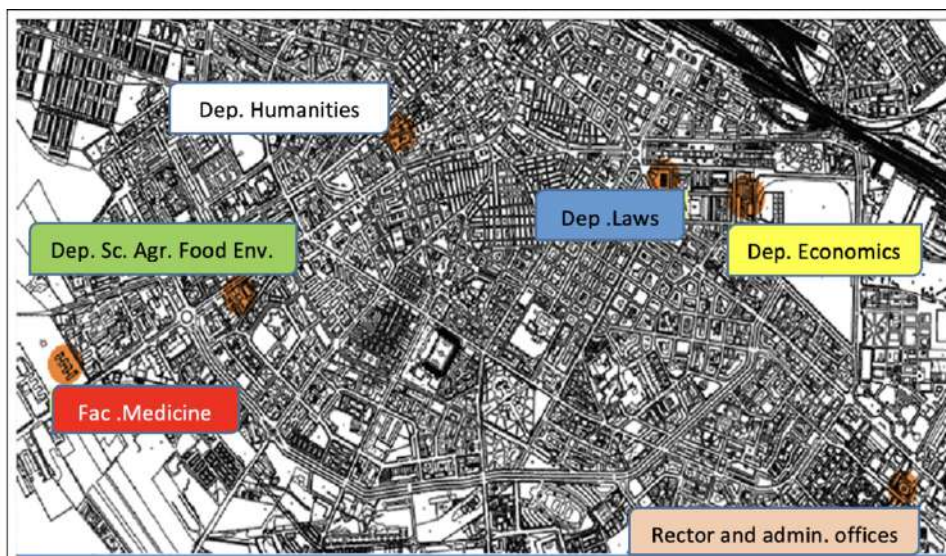 Dep. Humanities
Dep .Laws
Dep. Sc. Agr. Food Env.
Dep. Economics
Fac .Medicine
Rector and admin. offices